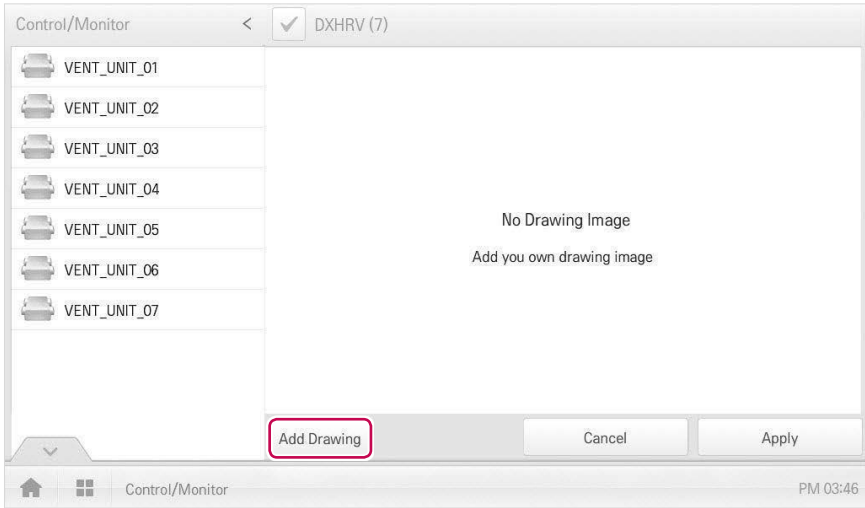 Control/Monitor
<
DXHRV (7)
VENT_UNIT_01
VENT_UNIT_02
VENT_UNIT_03
VENT_UNIT_04
VENT_UNIT_05
VENT_UNIT_06
VENT_UNIT_07
No Drawing Image
Add you own drawing image
Add Drawing
Cancel
Apply
Control/Monitor
PM 03:46